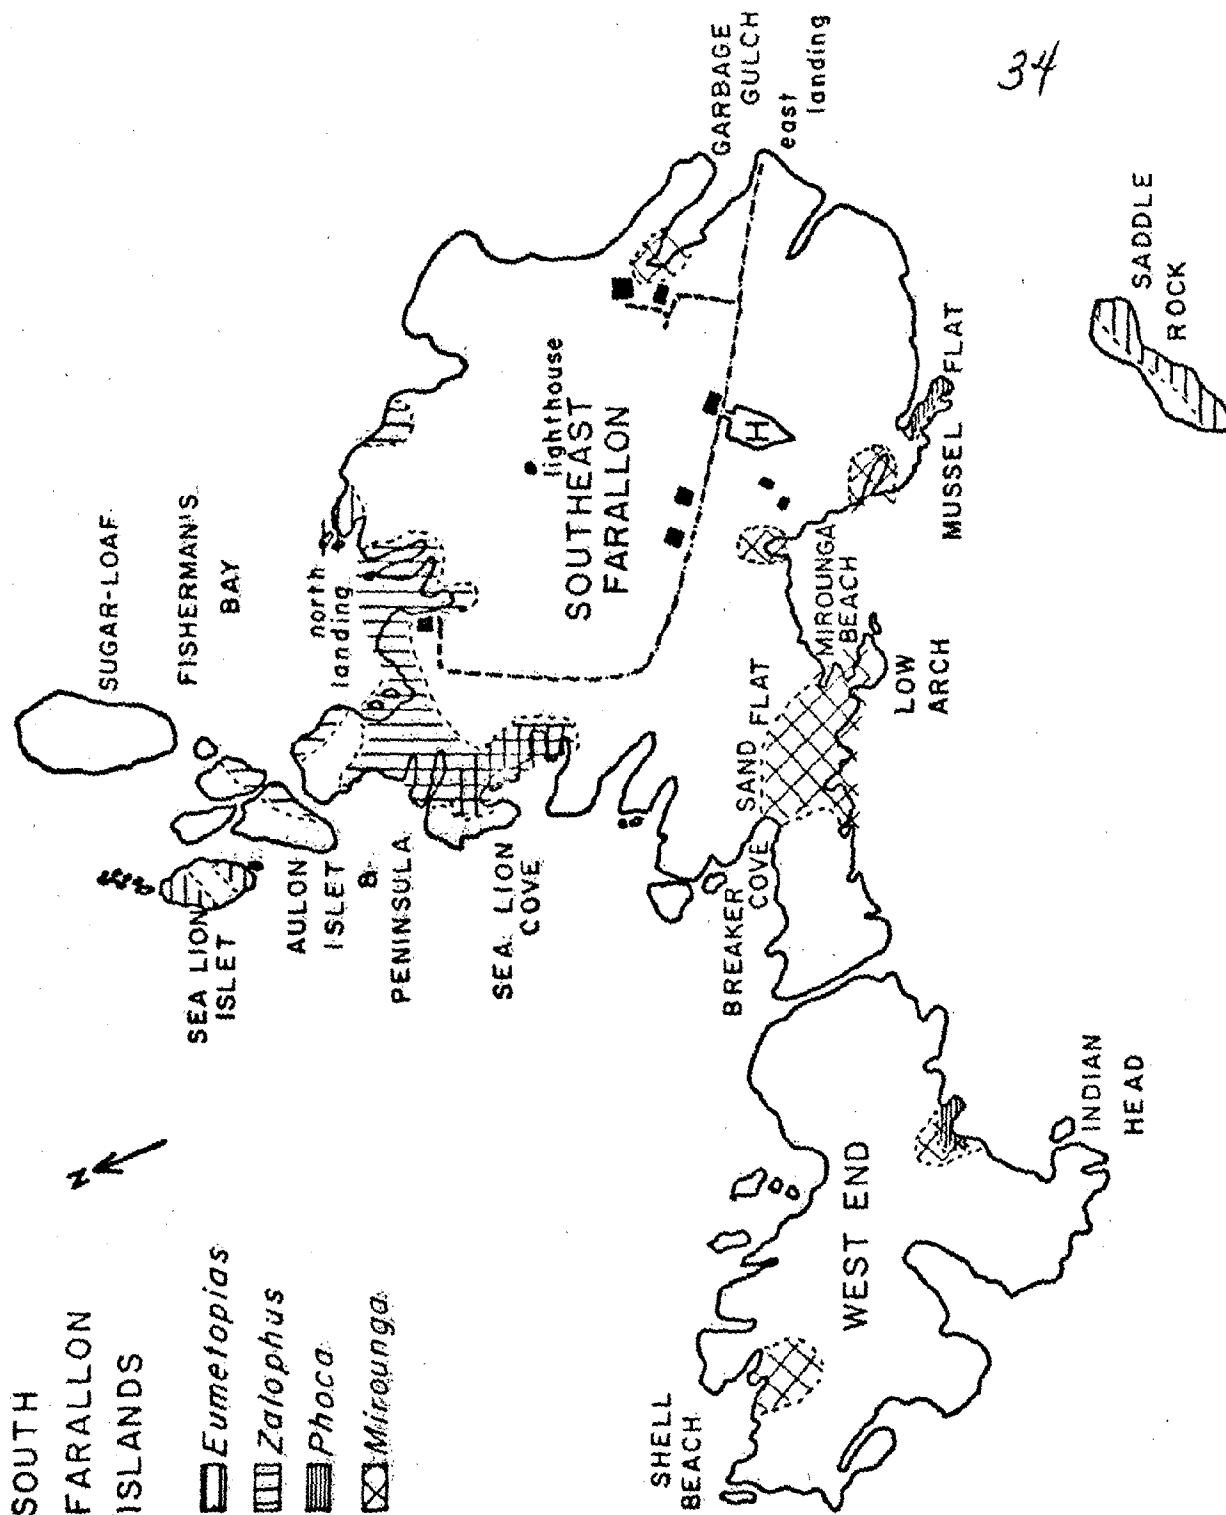 SOUTH
FARALLON
ISLANDS
Eumetopias
Zalophus
Phoca
Mirounga
N
SUGAR-LOAF
FISHERMAN'S
BAY
SEA LION
ISLET
AULON
ISLET
&
PENINSULA
north
landing
SEA LION
COVE
lighthouse
SOUTHEAST
FARALLON
H
GARBAGE
GULCH
east
landing
BREAKER
COVE
SAND FLAT
MIROUNGA
BEACH
LOW
ARCH
MUSSEL FLAT
SADDLE
ROCK
SHELL
BEACH
WEST END
INDIAN
HEAD
34